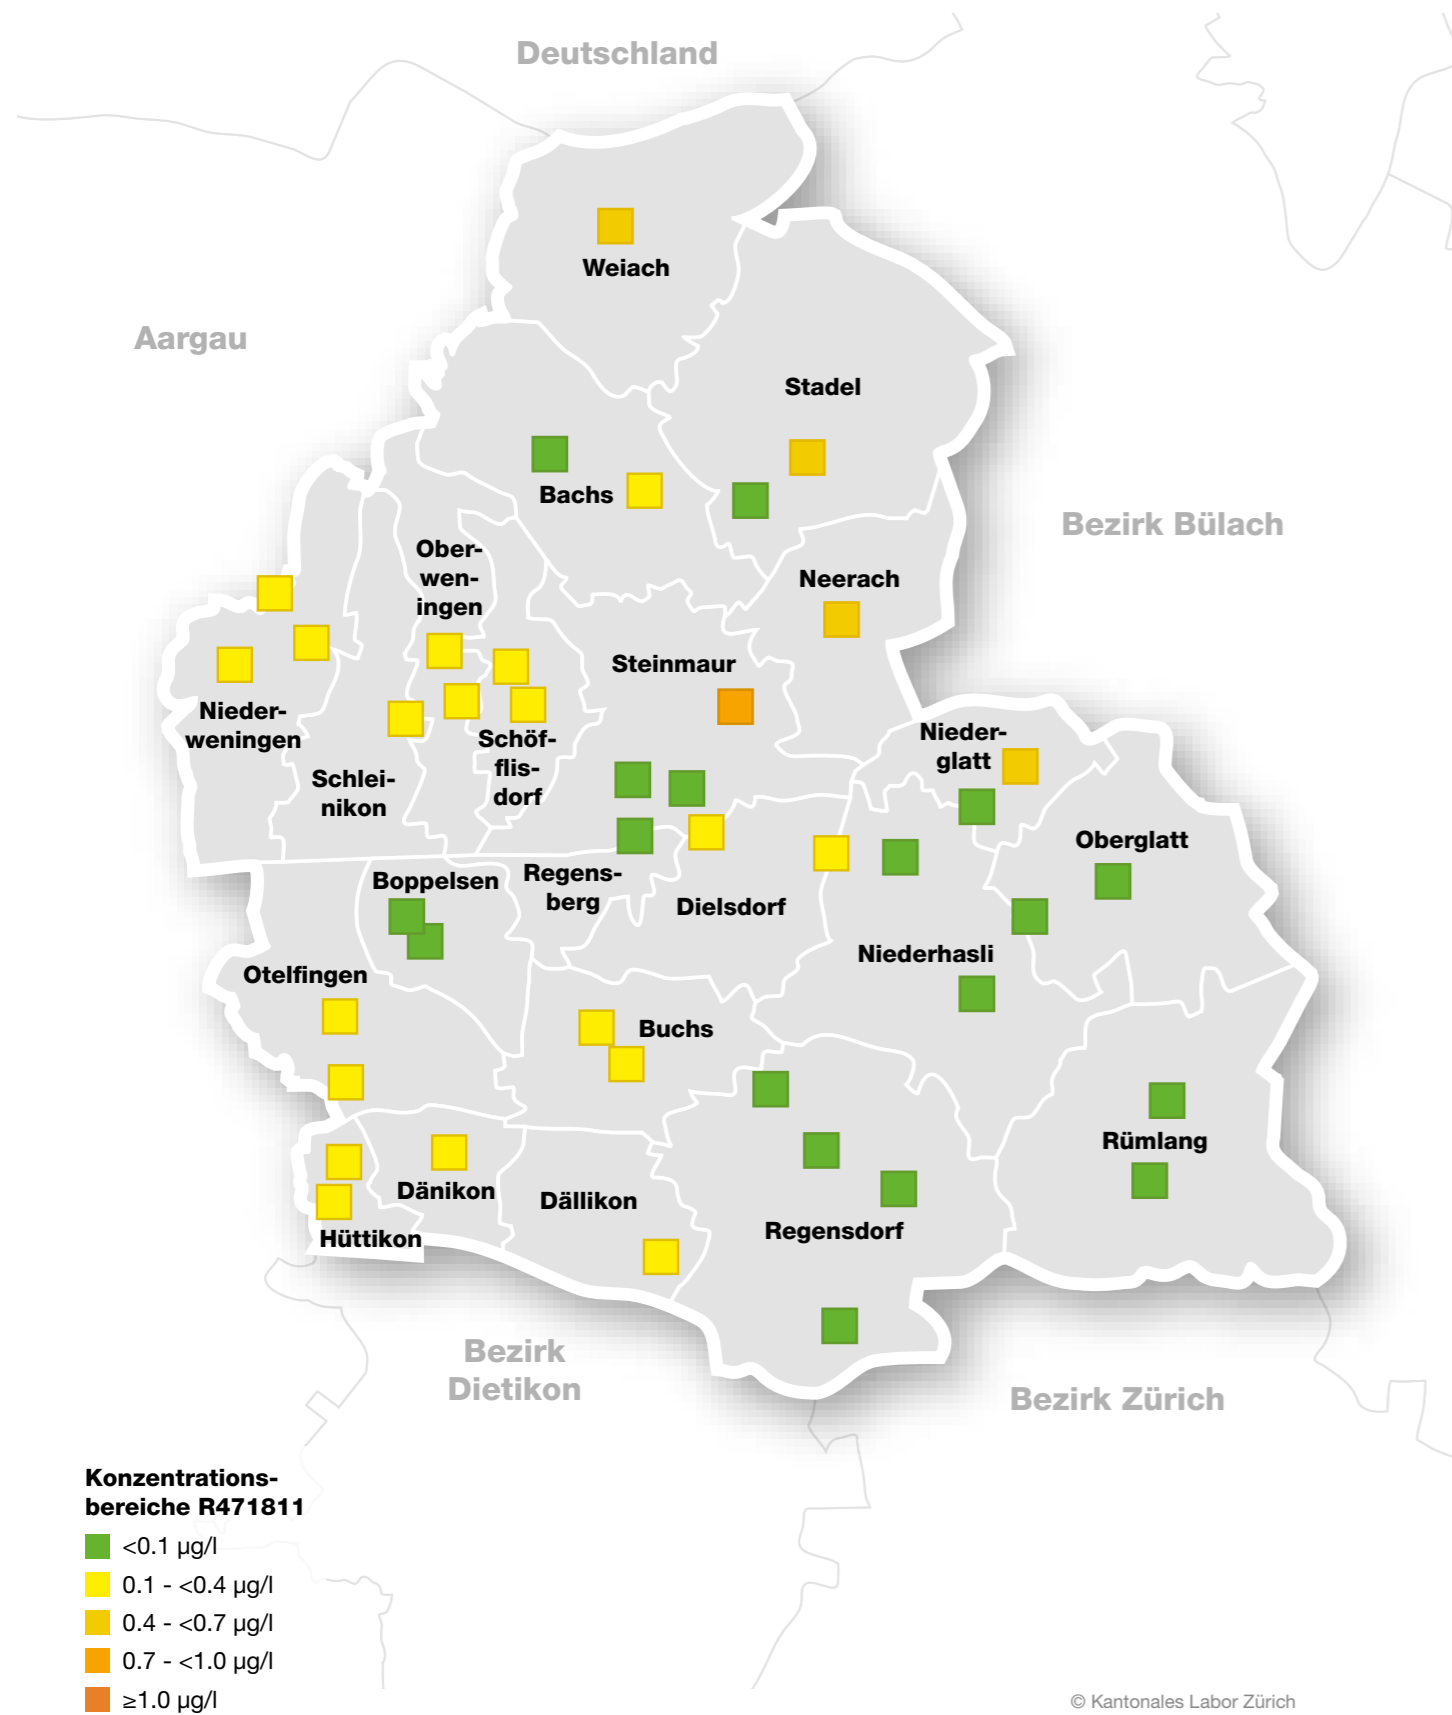 Deutschland
Weiach
Aargau
Stadel
Bachs
Bezirk Bülach
Ober-
wen-
ingen
Neerach
Steinmaur
Nieder-
weningen
Nieder-
glatt
Schöf-
flis-
dorf
Schlei-
nikon
Oberglatt
Regens-
berg
Boppelsen
Dielsdorf
Niederhasli
Otelfingen
Buchs
Rümlang
Dänikon
Dällikon
Regensdorf
Hüttikon
Bezirk
Dietikon
Bezirk Zürich
Konzentrations-
bereiche R471811
<0.1 µg/l
0.1 - <0.4 µg/l
0.4 - <0.7 µg/l
0.7 - <1.0 µg/l
≥1.0 µg/l
© Kantonales Labor Zürich